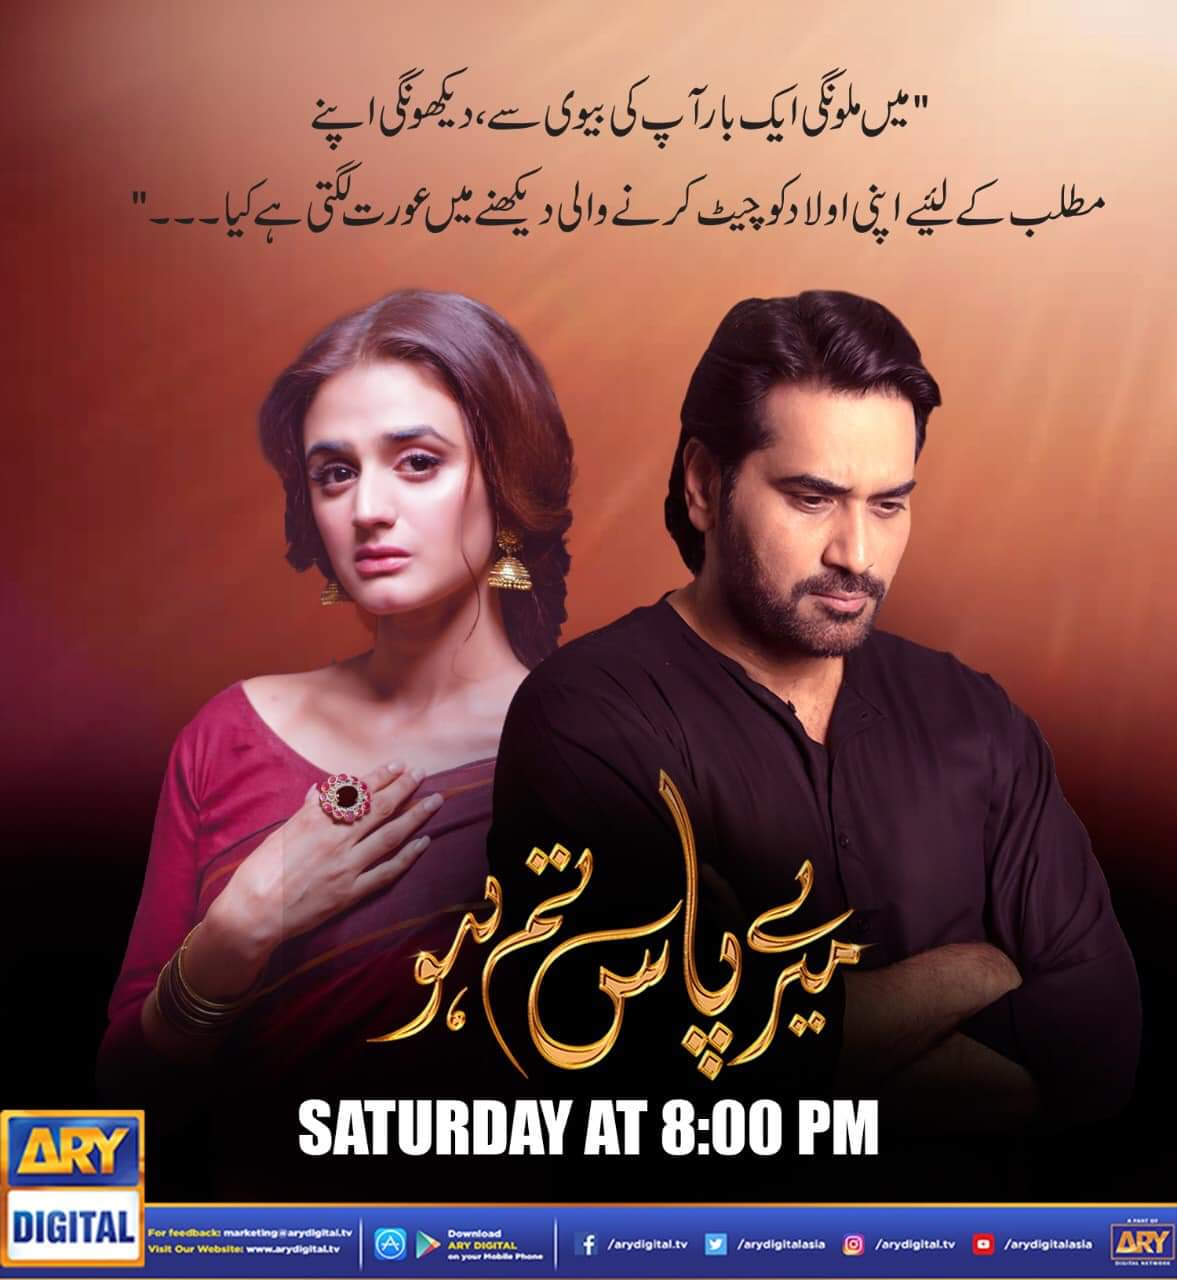 "میں ملونگی ایک بار آپ کی بیوی سے، دیکھونگی اپنے
مطلب کے لئیے اپنی اولاد کو چیٹ کرنے والی دیکھنے میں عورت لگتی ہے کیا۔۔۔"
میرے پاس تم ہو
SATURDAY AT 8:00 PM
ARY
DIGITAL
For feedback: marketing@arydigital.tv
Visit Our Website: www.arydigital.tv
Download
ARY DIGITAL
on your Mobile Phone
/arydigital.tv
/arydigitalasia
/arydigital.tv
/arydigitalasia
A PART OF
ARY
DIGITAL NETWORK